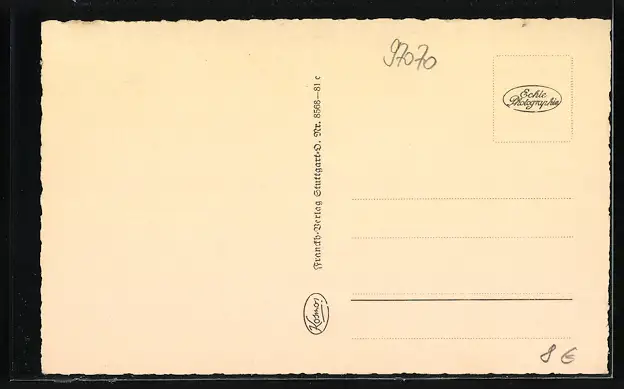 97070
Echte
Photographie
Franckh-Verlag Stuttgart-O. Nr. 8568—81 c
Kosmos
8 €